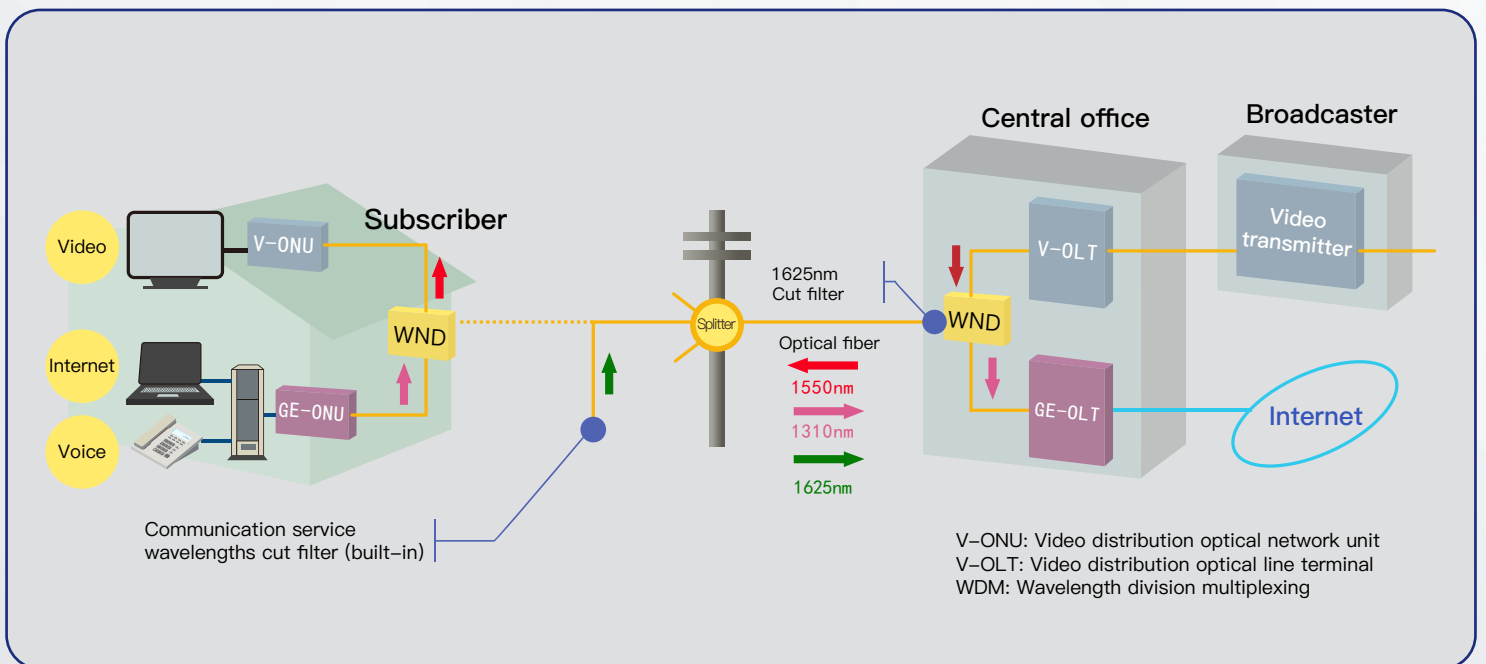 Central office
Broadcaster
Subscriber
Video
V-ONU
V-OLT
Video
transmitter
1625nm
Cut filter
WND
Splitter
WND
Optical fiber
1550nm
1310nm
1625nm
Internet
Voice
GE-ONU
GE-OLT
Internet
Communication service
wavelengths cut filter (built-in)
V-ONU: Video distribution optical network unit
V-OLT: Video distribution optical line terminal
WDM: Wavelength division multiplexing